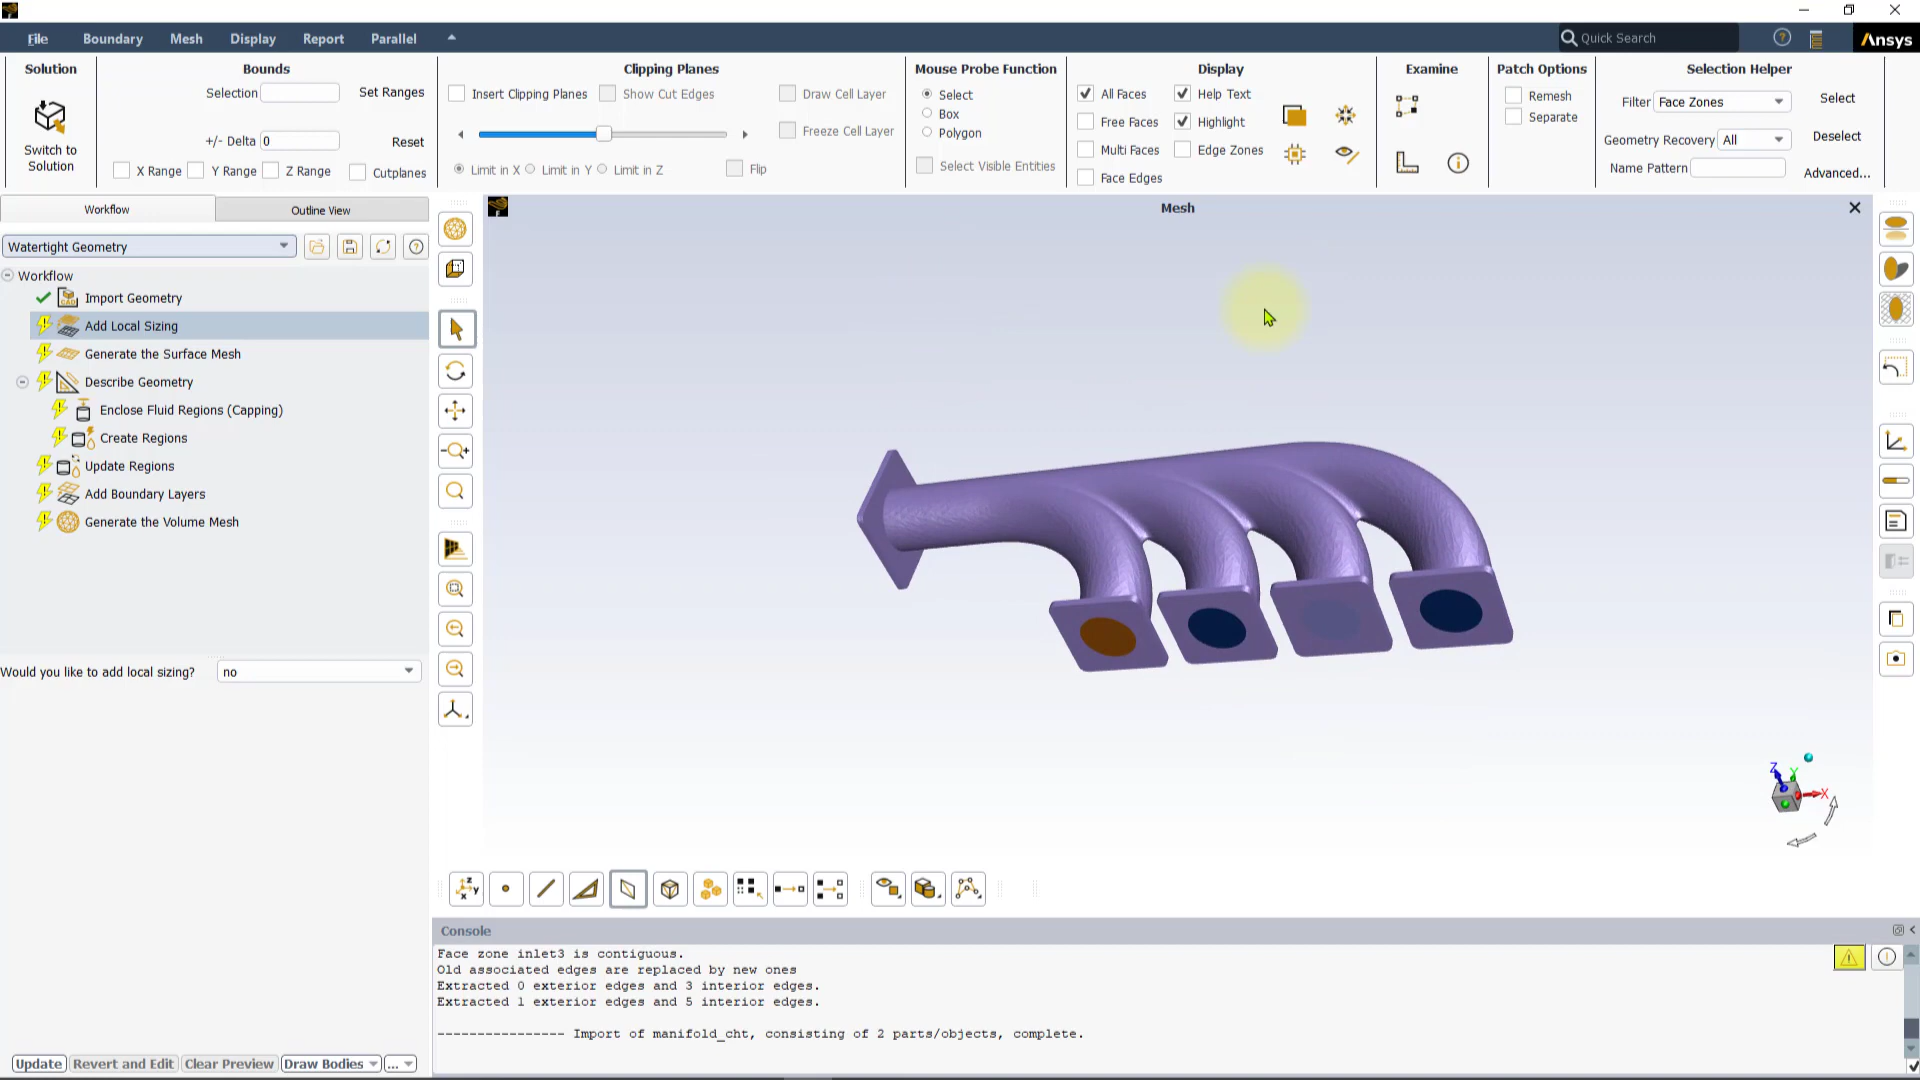 File Boundary Mesh Display Report Parallel Quick Search Ansys
Solution Bounds Clipping Planes Mouse Probe Function Display Examine Patch Options Selection Helper
Switch to Solution
Selection Set Ranges
+/- Delta 0 Reset
X Range Y Range Z Range Cutplanes
Insert Clipping Planes Show Cut Edges Draw Cell Layer
Freeze Cell Layer
Limit in X Limit in Y Limit in Z Flip
Select
Box
Polygon
Select Visible Entities
All Faces Help Text
Free Faces Highlight
Multi Faces Edge Zones
Face Edges
Remesh
Separate
Filter Face Zones Select
Geometry Recovery All Deselect
Name Pattern Advanced...
Workflow Outline View
Watertight Geometry
Workflow
Import Geometry
Add Local Sizing
Generate the Surface Mesh
Describe Geometry
Enclose Fluid Regions (Capping)
Create Regions
Update Regions
Add Boundary Layers
Generate the Volume Mesh
Would you like to add local sizing? no
Update Revert and Edit Clear Preview Draw Bodies ...
Mesh
Z Y X
Console
Face zone inlet3 is contiguous.
Old associated edges are replaced by new ones
Extracted 0 exterior edges and 3 interior edges.
Extracted 1 exterior edges and 5 interior edges.
---------------- Import of manifold_cht, consisting of 2 parts/objects, complete.